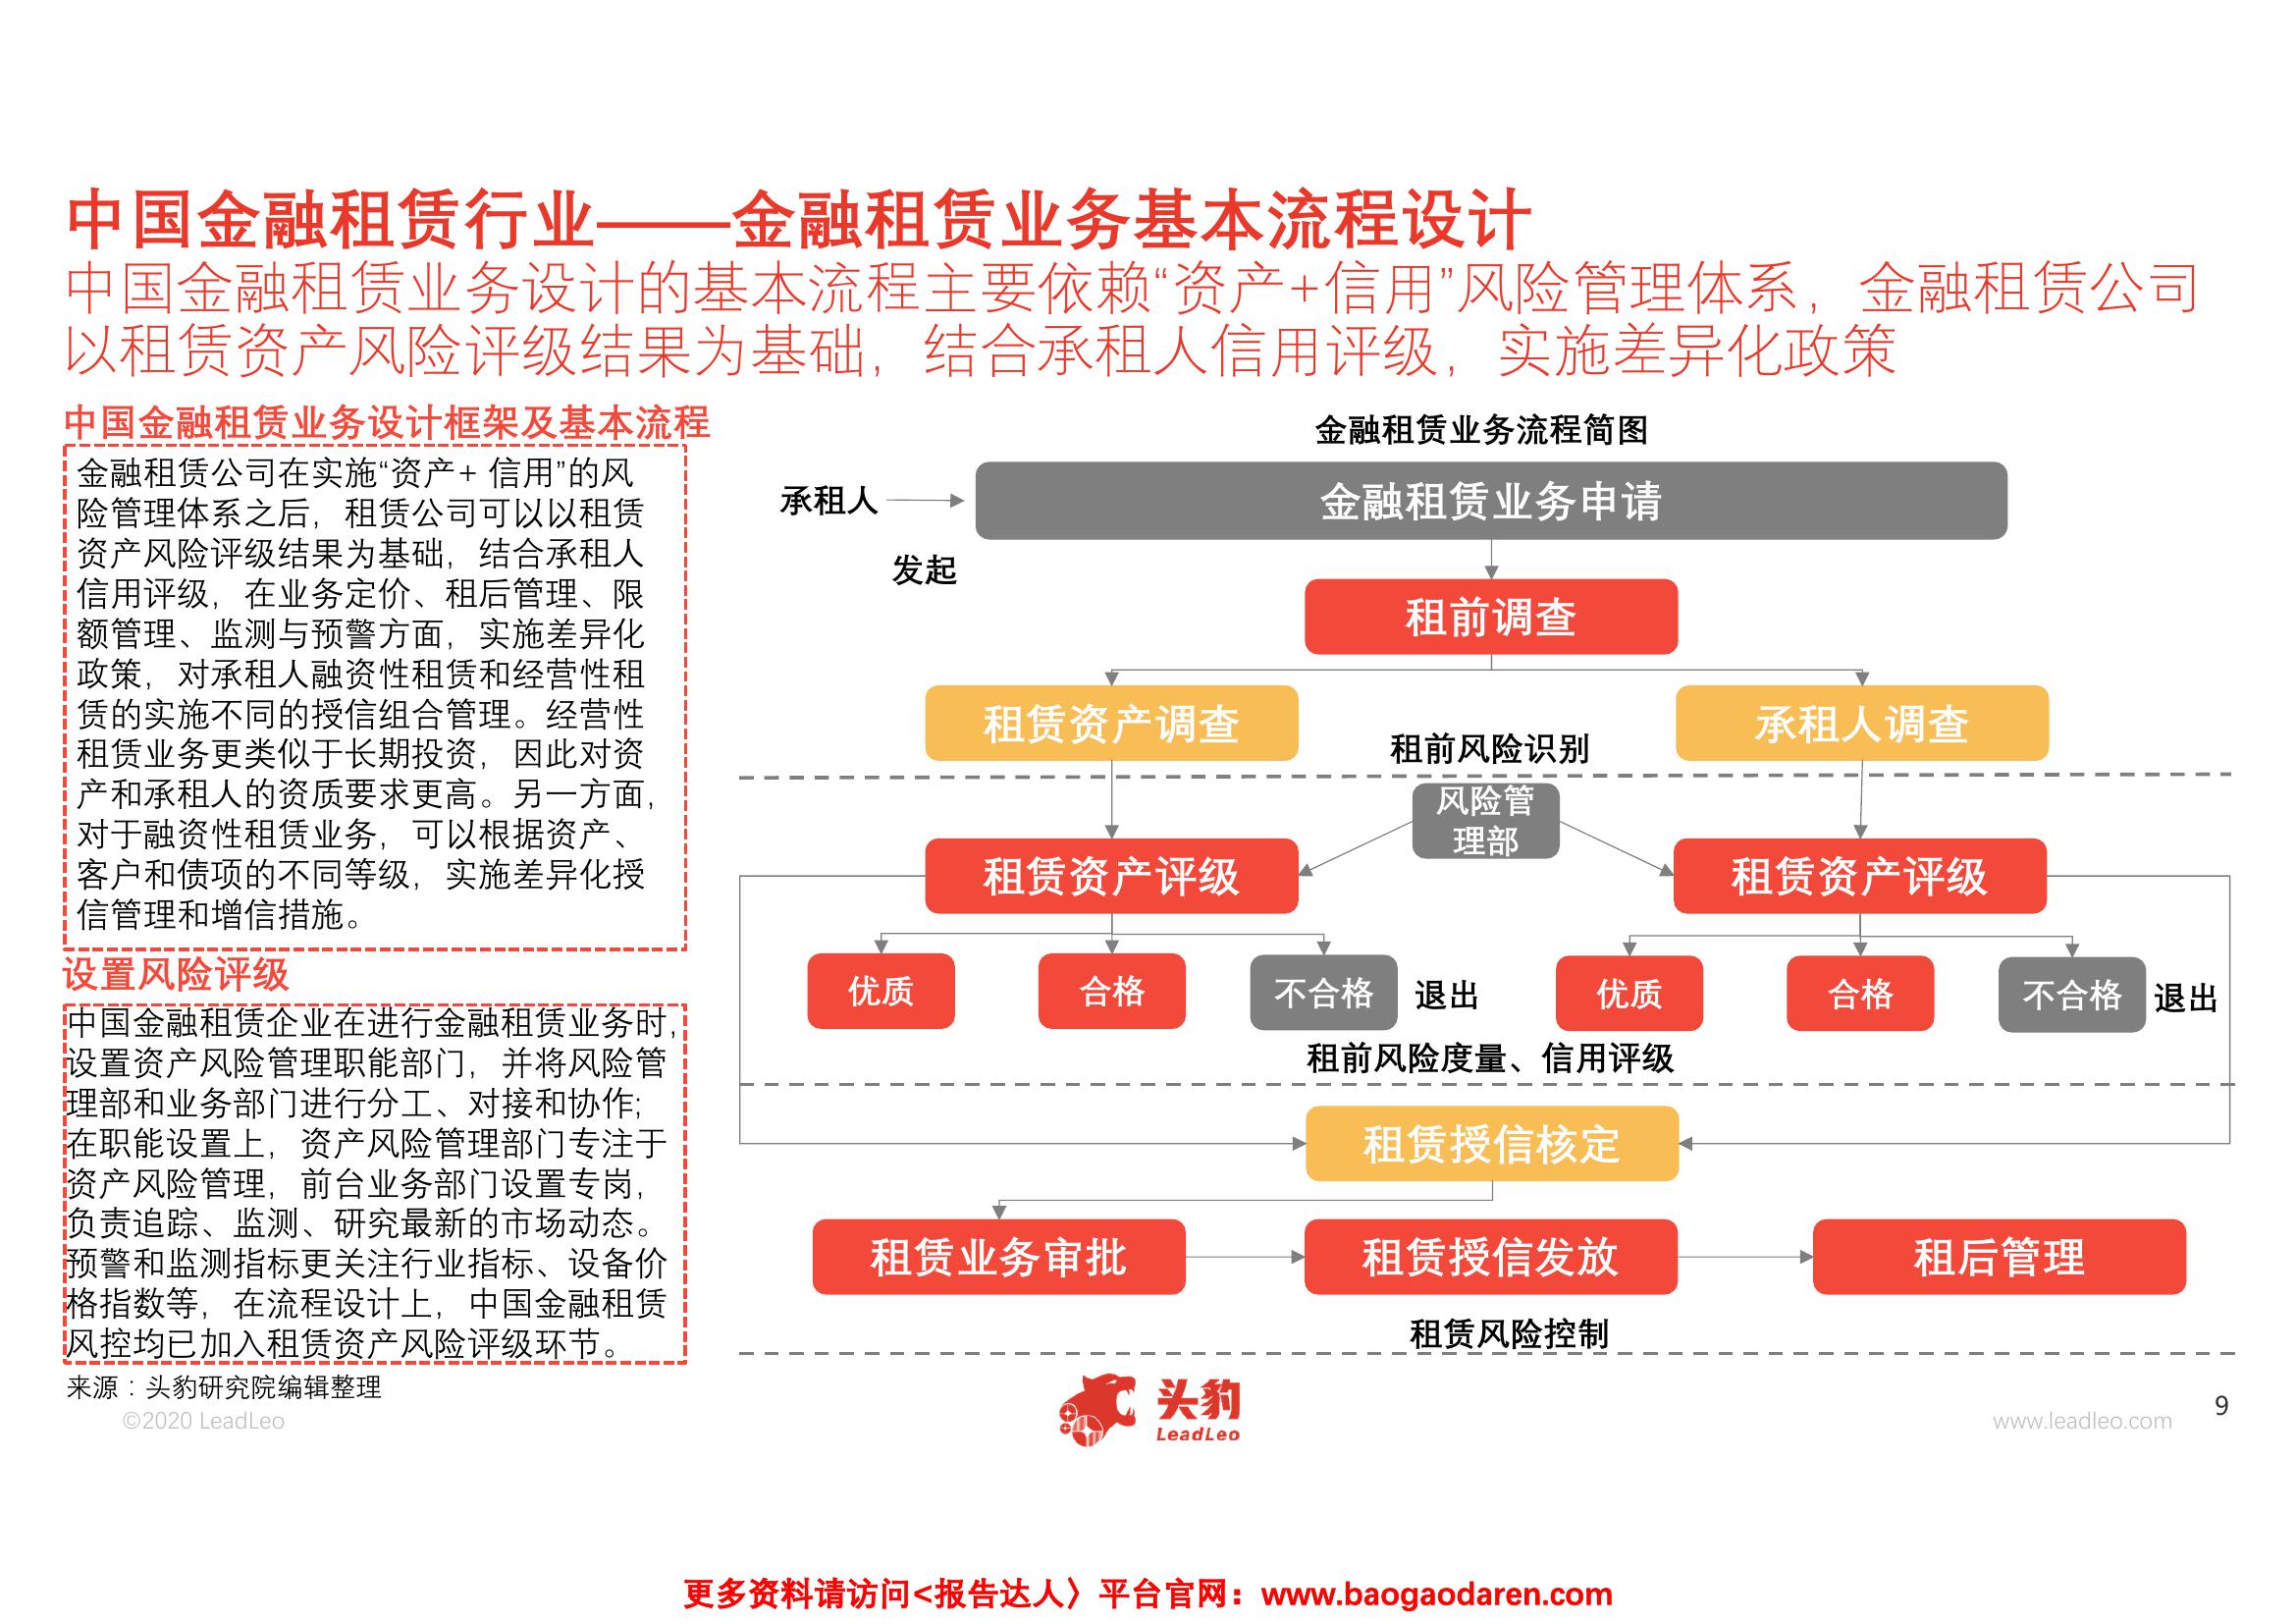 中国金融租赁行业——金融租赁业务基本流程设计
中国金融租赁业务设计的基本流程主要依赖“资产+信用”风险管理体系，金融租赁公司
以租赁资产风险评级结果为基础，结合承租人信用评级，实施差异化政策
中国金融租赁业务设计框架及基本流程
金融租赁公司在实施“资产+ 信用”的风
险管理体系之后，租赁公司可以以租赁
资产风险评级结果为基础，结合承租人
信用评级，在业务定价、租后管理、限
额管理、监测与预警方面，实施差异化
政策，对承租人融资性租赁和经营性租
赁的实施不同的授信组合管理。经营性
租赁业务更类似于长期投资，因此对资
产和承租人的资质要求更高。另一方面，
对于融资性租赁业务，可以根据资产、
客户和债项的不同等级，实施差异化授
信管理和增信措施。
设置风险评级
中国金融租赁企业在进行金融租赁业务时，
设置资产风险管理职能部门，并将风险管
理部和业务部门进行分工、对接和协作；
在职能设置上，资产风险管理部门专注于
资产风险管理，前台业务部门设置专岗，
负责追踪、监测、研究最新的市场动态。
预警和监测指标更关注行业指标、设备价
格指数等，在流程设计上，中国金融租赁
风控均已加入租赁资产风险评级环节。
来源：头豹研究院编辑整理
金融租赁业务流程简图
承租人
金融租赁业务申请
发起
租前调查
租赁资产调查
承租人调查
租前风险识别
风险管
理部
租赁资产评级
租赁资产评级
优质
合格
不合格
退出
优质
合格
不合格
退出
租前风险度量、信用评级
租赁授信核定
租赁业务审批
租赁授信发放
租后管理
租赁风险控制
©2020 LeadLeo
头豹
LeadLeo
www.leadleo.com
9
更多资料请访问<报告达人〉平台官网：www.baogaodaren.com